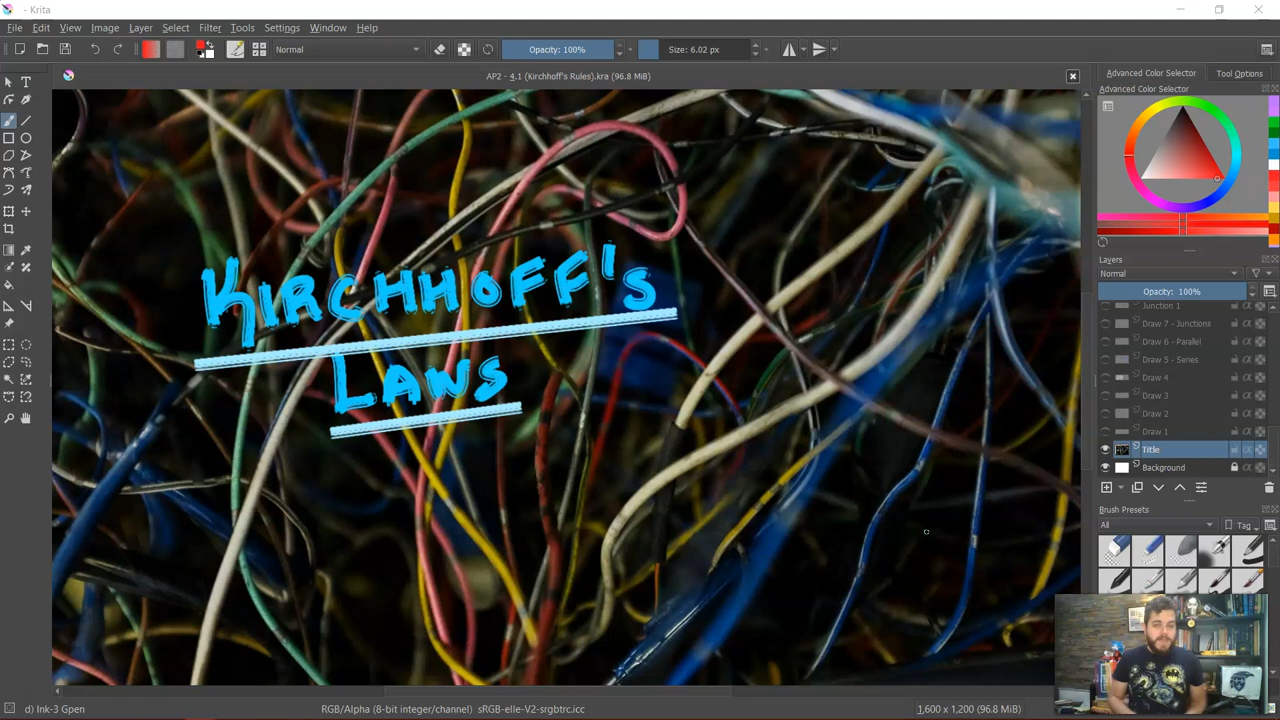 - Krita
File Edit View Image Layer Select Filter Tools Settings Window Help
Normal Opacity: 100% Size: 6.02 px
AP2 - 4.1 (Kirchhoff's Rules).kra (96.8 MiB)
Advanced Color Selector Tool Options
Advanced Color Selector
KIRCHHOFF'S
LAWS
Layers
Normal
Opacity: 100%
Junction 1
Draw 7 - Junctions
Draw 6 - Parallel
Draw 5 - Series
Draw 4
Draw 3
Draw 2
Draw 1
Title
Background
Brush Presets
All Tag
d) Ink-3 Gpen RGB/Alpha (8-bit integer/channel) sRGB-elle-V2-srgbtrc.icc 1,600 x 1,200 (96.8 MiB)